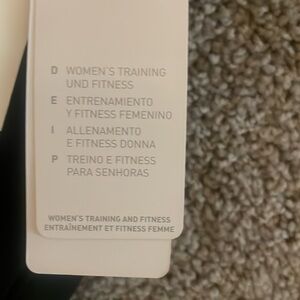 D WOMEN'S TRAINING
UND FITNESS
E ENTRENAMIENTO
Y FITNESS FEMENINO
I ALLENAMENTO
E FITNESS DONNA
P TREINO E FITNESS
PARA SENHORAS
WOMEN'S TRAINING AND FITNESS
ENTRAÎNEMENT ET FITNESS FEMME